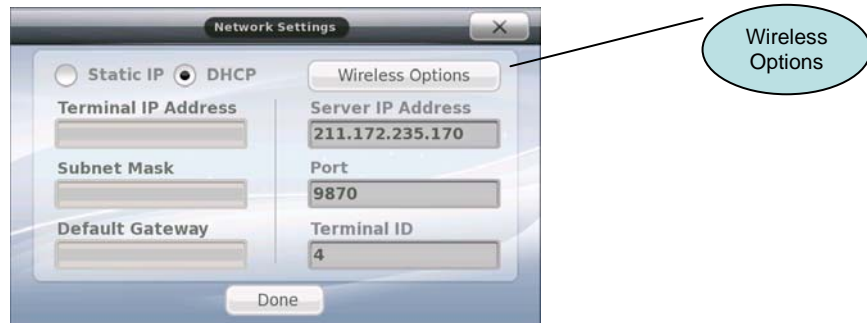 Network Settings
Static IP DHCP
Wireless Options
Terminal IP Address
Subnet Mask
Default Gateway
Server IP Address
211.172.235.170
Port
9870
Terminal ID
4
Done
Wireless
Options